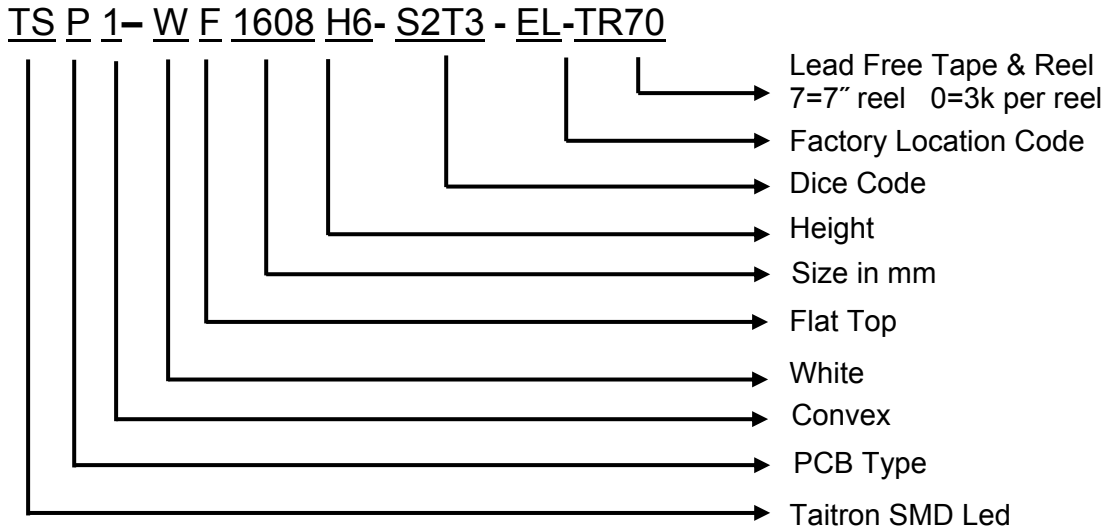 TS P 1– W F 1608 H6- S2T3 - EL-TR70
Lead Free Tape & Reel
7=7˝ reel 0=3k per reel
Factory Location Code
Dice Code
Height
Size in mm
Flat Top
White
Convex
PCB Type
Taitron SMD Led